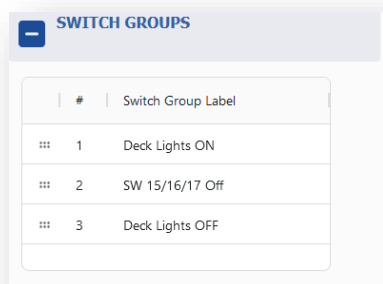 SWITCH GROUPS
# Switch Group Label
1 Deck Lights ON
2 SW 15/16/17 Off
3 Deck Lights OFF